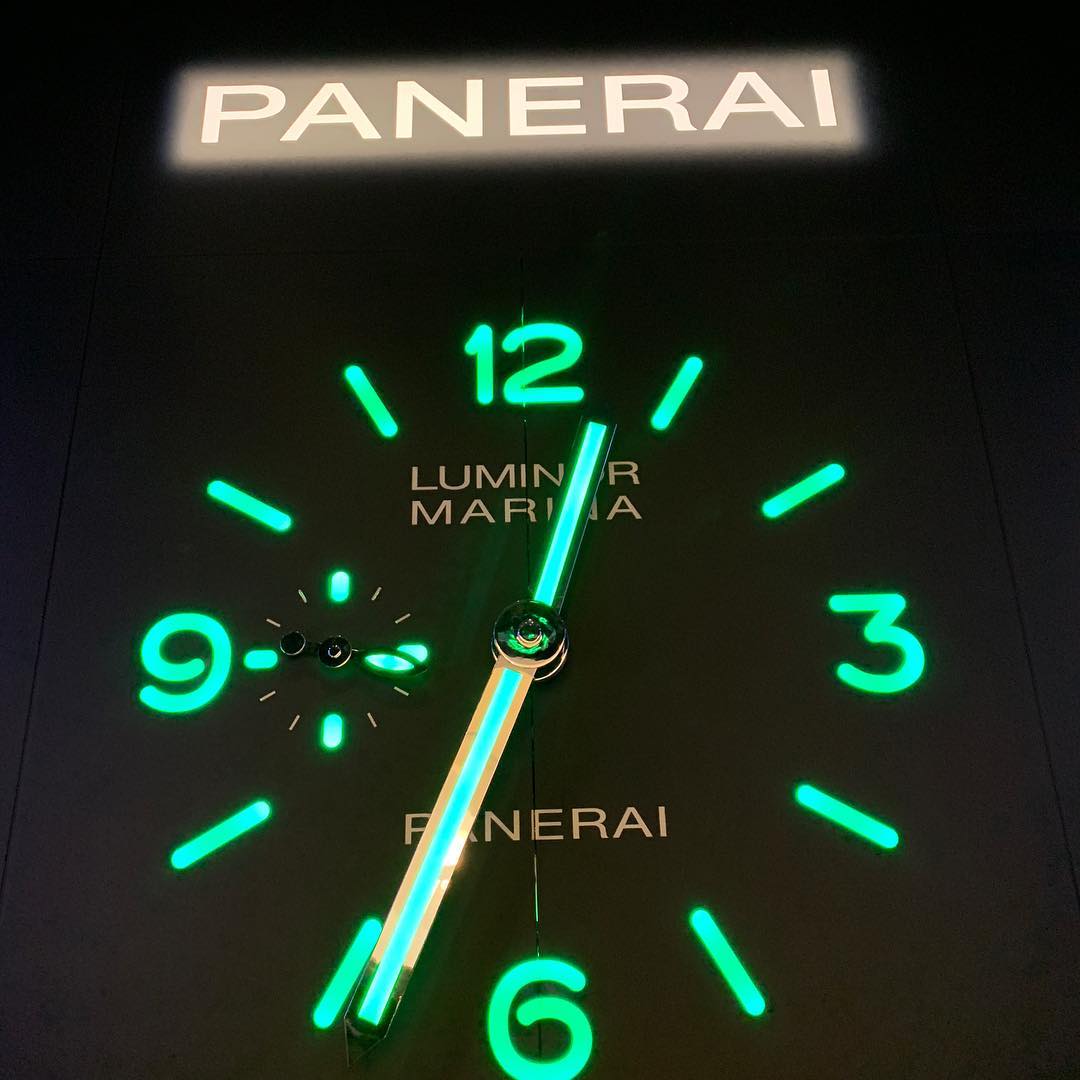 PANERAI
12
LUMINOR
MARINA
9
3
PANERAI
6